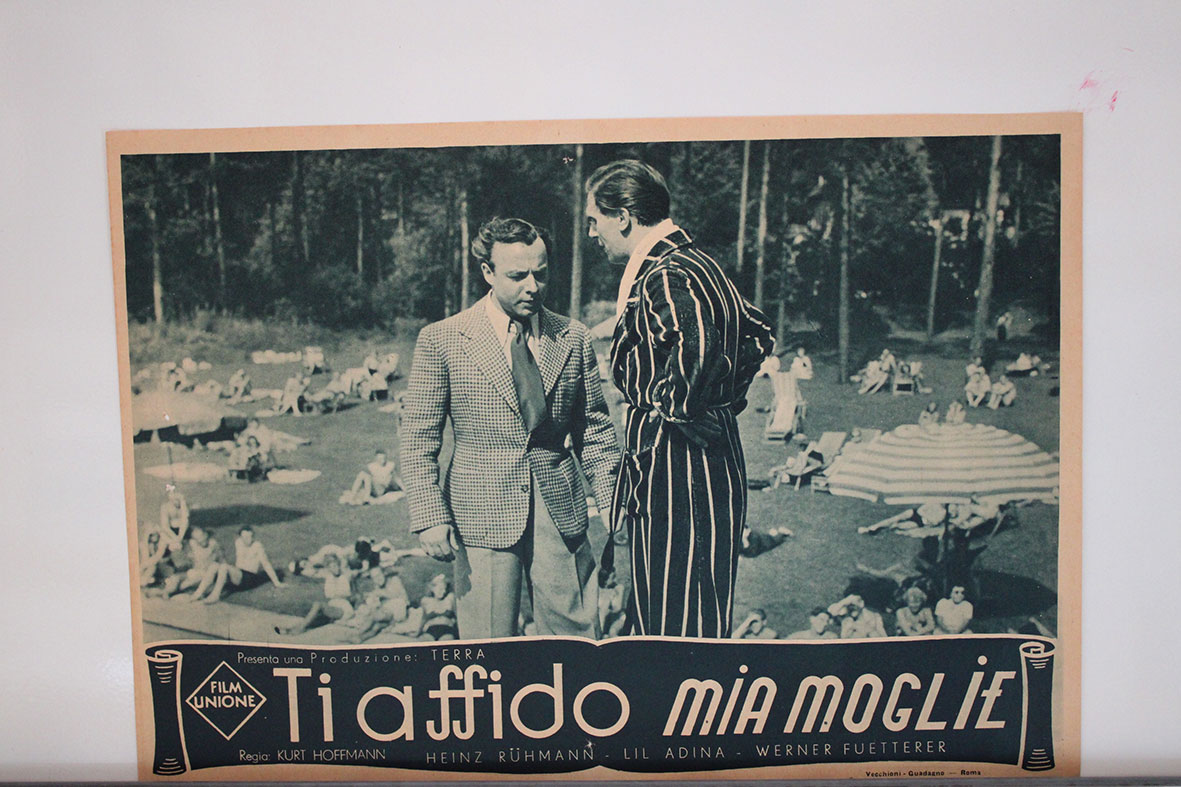 Presenta una Produzione: TERRA
FILM
UNIONE
Ti affido MIA MOGLIE
Regia: KURT HOFFMANN HEINZ RÜHMANN - LIL ADINA - WERNER FUETTERER
Vecchioni - Guadagno — Roma